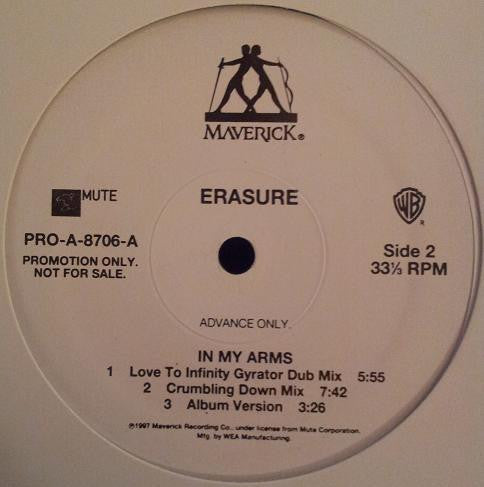 MAVERICK®
MUTE
ERASURE
WB
R
PRO-A-8706-A
PROMOTION ONLY.
NOT FOR SALE.
Side 2
33⅓ RPM
ADVANCE ONLY.
IN MY ARMS
1 Love To Infinity Gyrator Dub Mix 5:55
2 Crumbling Down Mix 7:42
3 Album Version 3:26
℗1997 Maverick Recording Co., under license from Mute Corporation.
Mfg. by WEA Manufacturing.